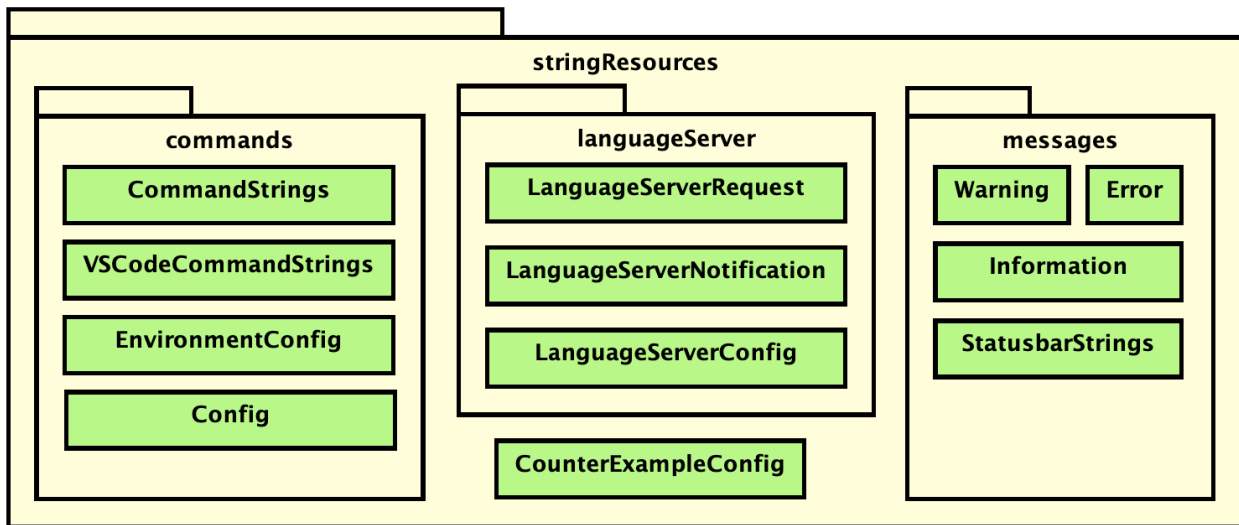 stringResources
commands
CommandStrings
VSCodeCommandStrings
EnvironmentConfig
Config
languageServer
LanguageServerRequest
LanguageServerNotification
LanguageServerConfig
CounterExampleConfig
messages
Warning
Error
Information
StatusbarStrings